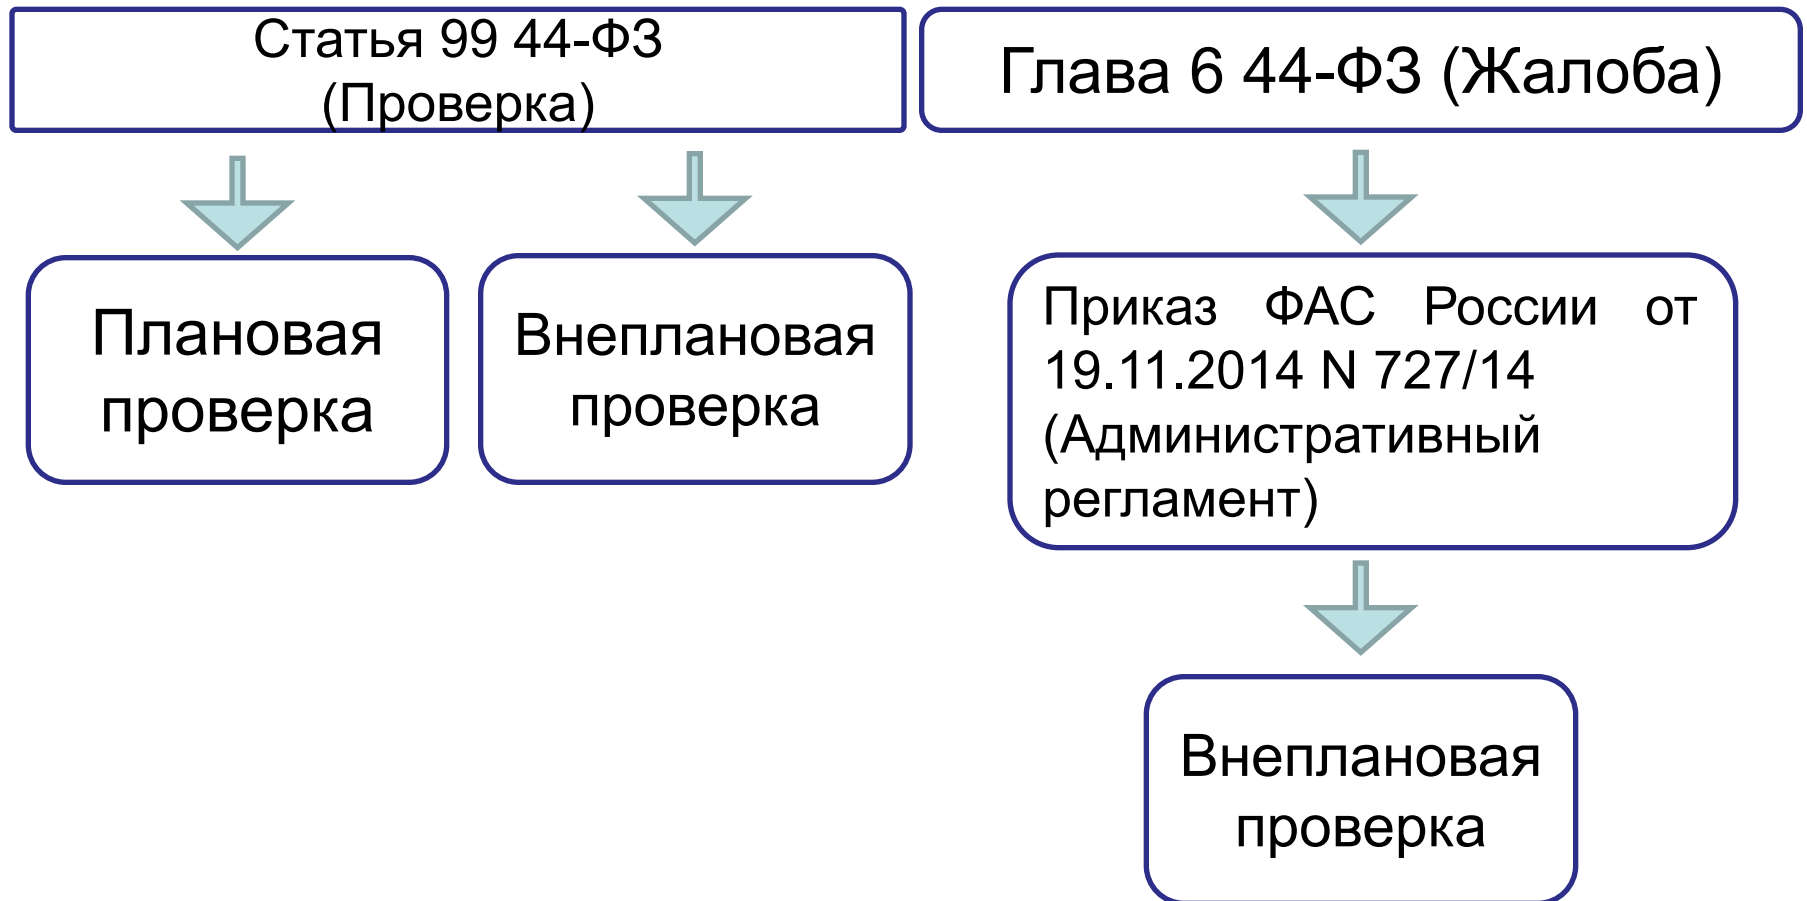 Статья 99 44-ФЗ
(Проверка)
Глава 6 44-ФЗ (Жалоба)
Плановая
проверка
Внеплановая
проверка
Приказ ФАС России от
19.11.2014 N 727/14
(Административный
регламент)
Внеплановая
проверка